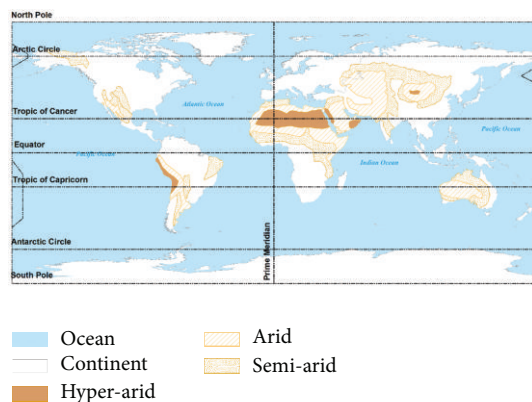 North Pole
Arctic Circle
Atlantic Ocean
Tropic of Cancer
Pacific Ocean
Equator
Pacific Ocean
Indian Ocean
Tropic of Capricorn
Antarctic Circle
Prime Meridian
South Pole
Ocean
Continent
Hyper-arid
Arid
Semi-arid